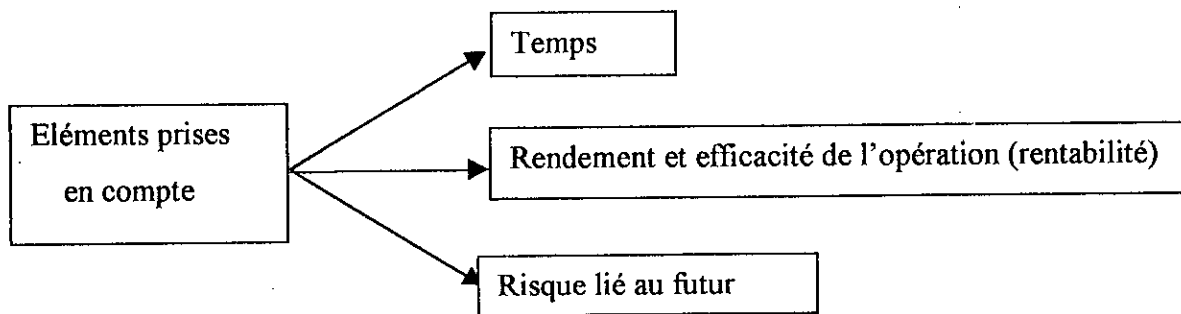 Temps
Eléments prises
en compte
Rendement et efficacité de l'opération (rentabilité)
Risque lié au futur